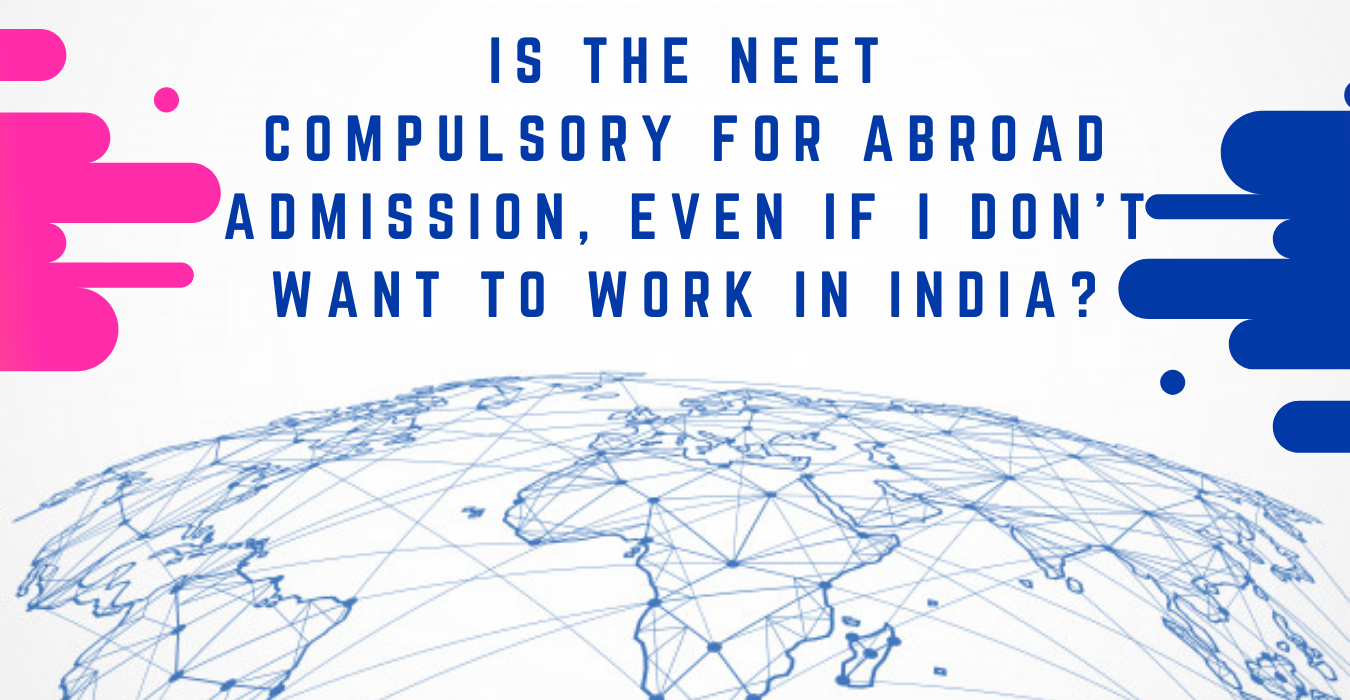 IS THE NEET
COMPULSORY FOR ABROAD
ADMISSION, EVEN IF I DON'T
WANT TO WORK IN INDIA?